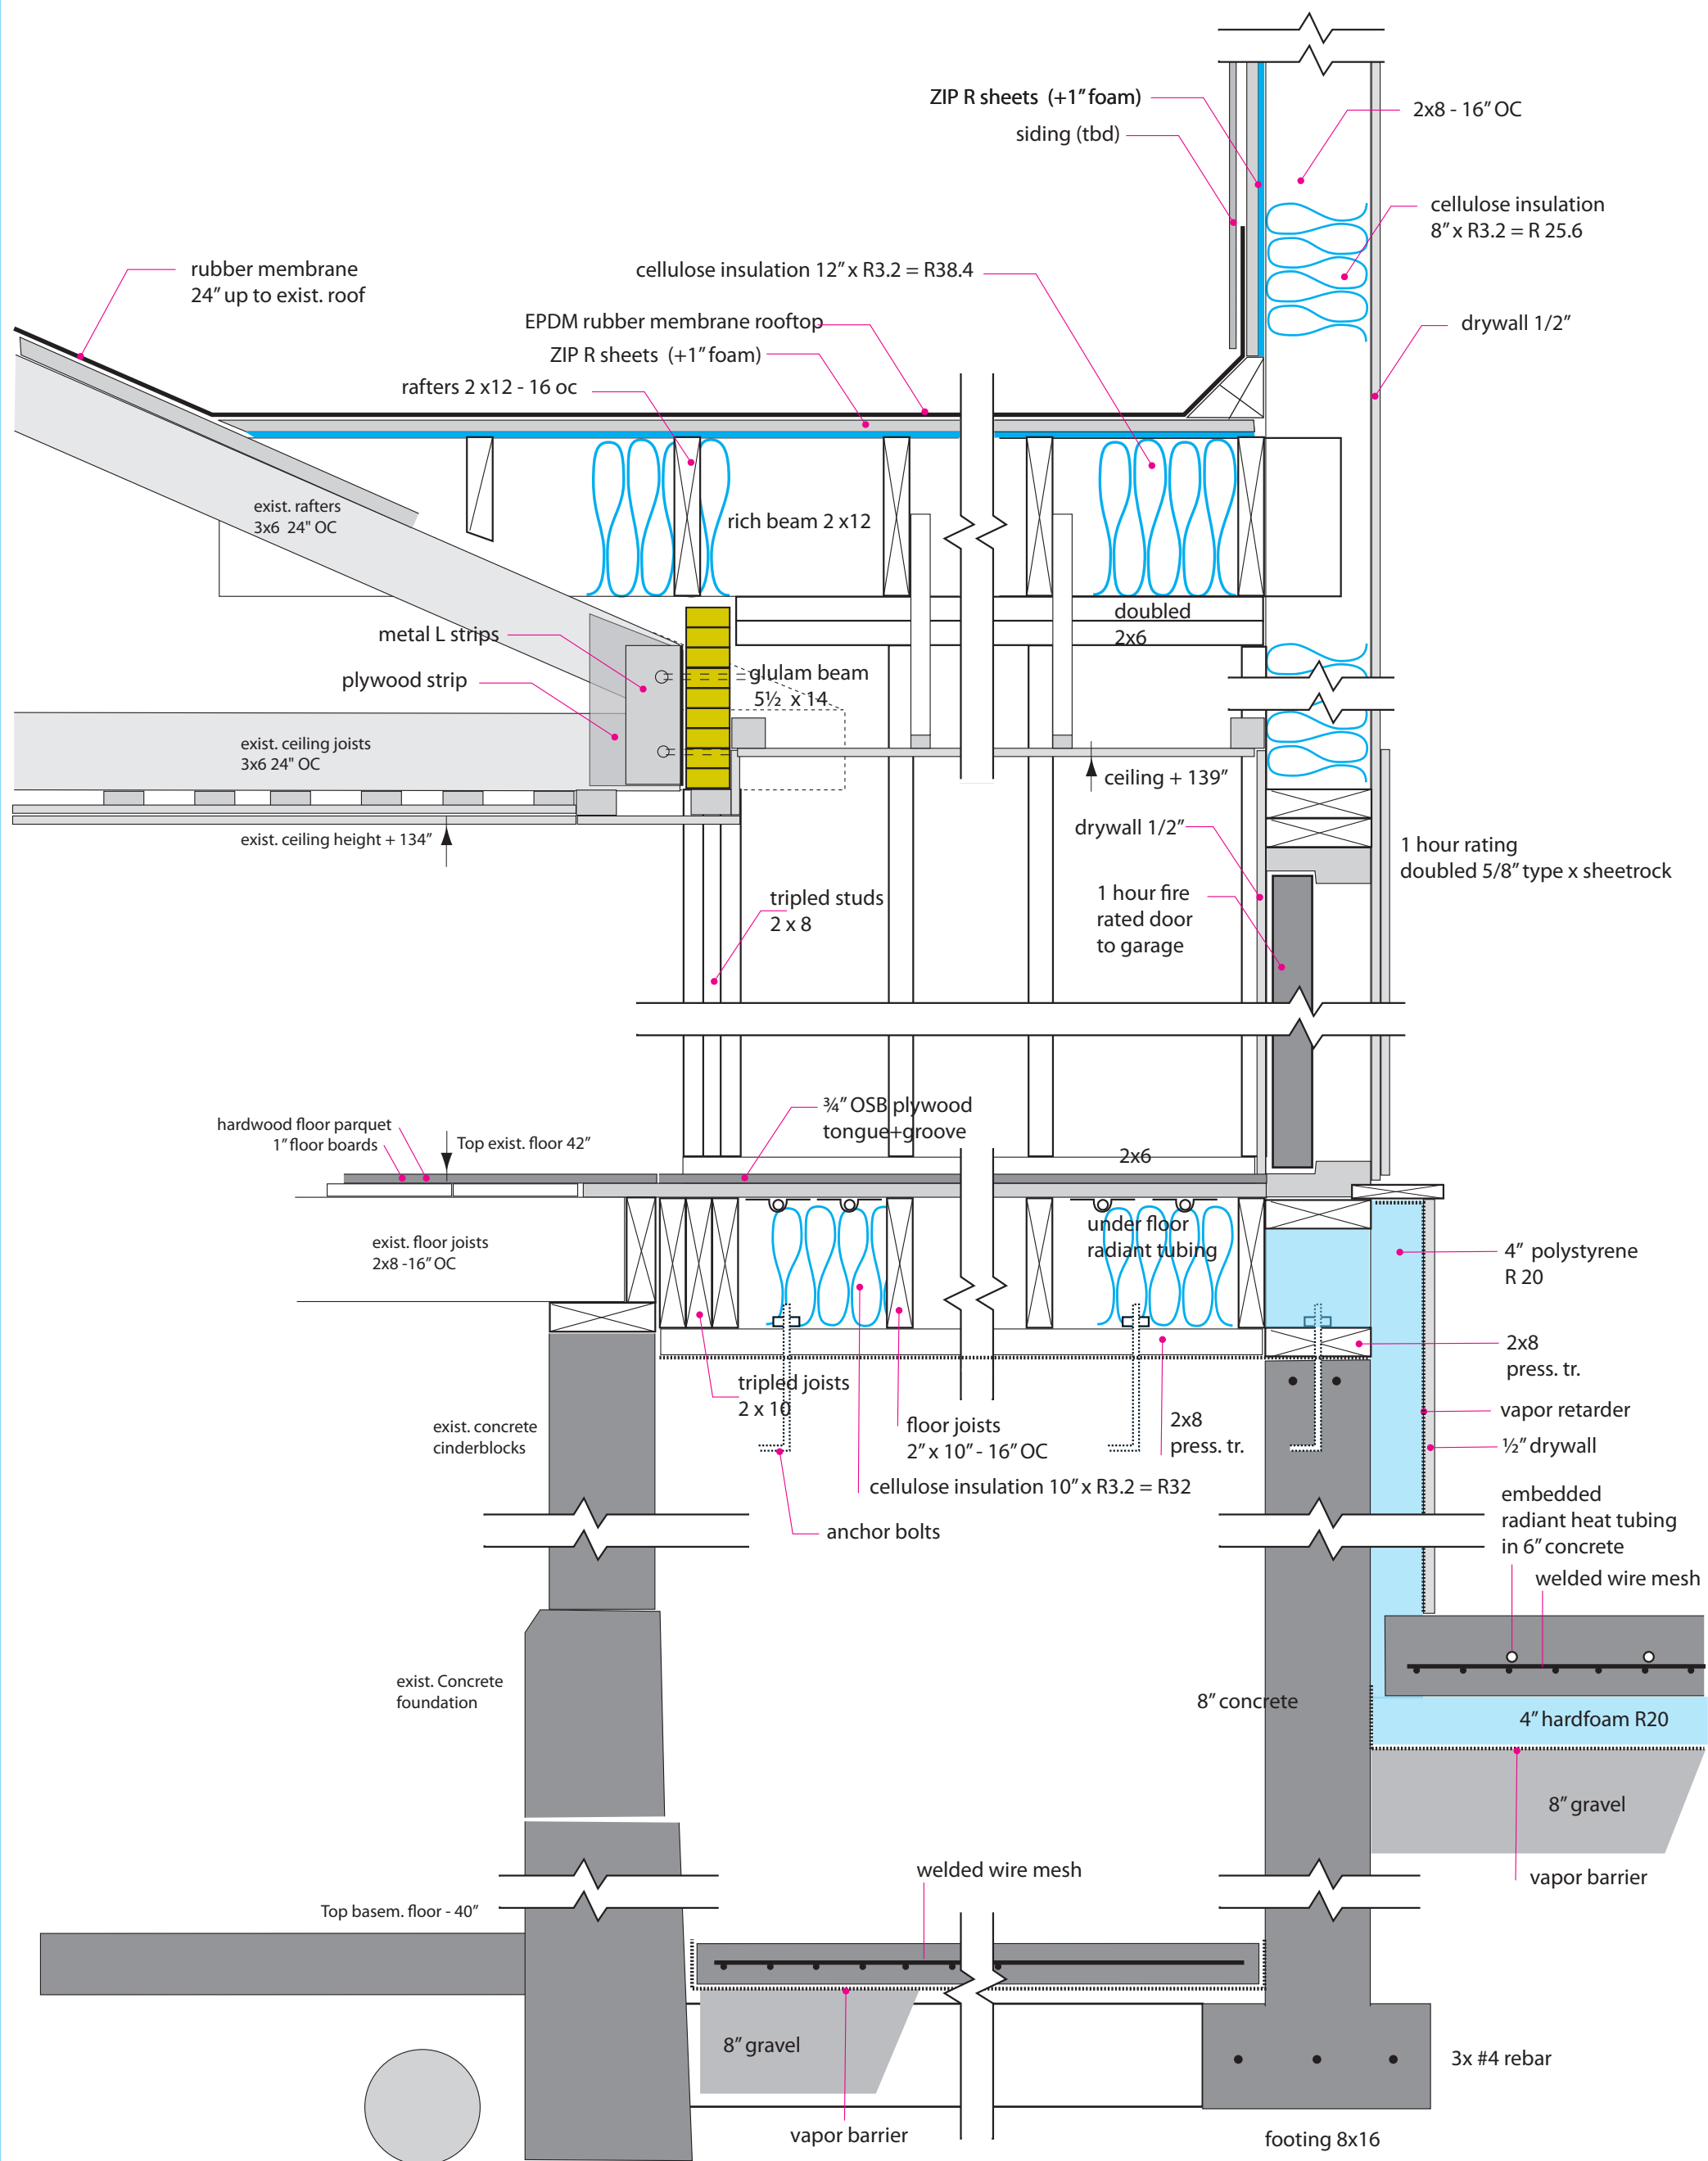 ZIP R sheets (+1" foam)
siding (tbd)
2x8 - 16" OC
cellulose insulation
8" x R3.2 = R 25.6
drywall 1/2"
rubber membrane
24" up to exist. roof
cellulose insulation 12" x R3.2 = R38.4
EPDM rubber membrane rooftop
ZIP R sheets (+1" foam)
rafters 2 x12 - 16 oc
exist. rafters
3x6 24" OC
rich beam 2 x12
doubled
2x6
metal L strips
plywood strip
glulam beam
5½ x 14
exist. ceiling joists
3x6 24" OC
ceiling + 139"
exist. ceiling height + 134"
drywall 1/2"
1 hour rating
doubled 5/8" type x sheetrock
tripled studs
2 x 8
1 hour fire
rated door
to garage
¾" OSB plywood
tongue+groove
hardwood floor parquet
1" floor boards
Top exist. floor 42"
2x6
exist. floor joists
2x8 -16" OC
under floor
radiant tubing
4" polystyrene
R 20
2x8
press. tr.
tripled joists
2 x 10
floor joists
2" x 10" - 16" OC
2x8
press. tr.
vapor retarder
½" drywall
exist. concrete
cinderblocks
cellulose insulation 10" x R3.2 = R32
anchor bolts
embedded
radiant heat tubing
in 6" concrete
welded wire mesh
exist. Concrete
foundation
8" concrete
4" hardfoam R20
8" gravel
vapor barrier
welded wire mesh
Top basem. floor - 40"
8" gravel
3x #4 rebar
vapor barrier
footing 8x16